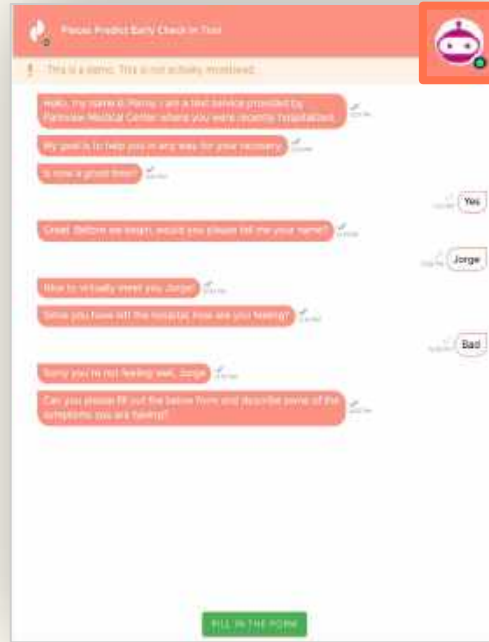 Pieces Predict Early Check In Tool
This is a demo. This is not actively monitored.
Hello, my name is I am a text service provided by
Parkview Medical Center where you were recently hospitalized.
My goal is to help you in any way for your recovery.
Is now a good time?
Yes
Great! Before we begin, would you please tell me your name?
Jorge
Nice to virtually meet you Jorge!
Since you have left the hospital, how are you feeling?
Bad
Sorry you're not feeling well, Jorge
Can you please fill out the below form and describe some of the
symptoms you are having?
FILL IN THE FORM